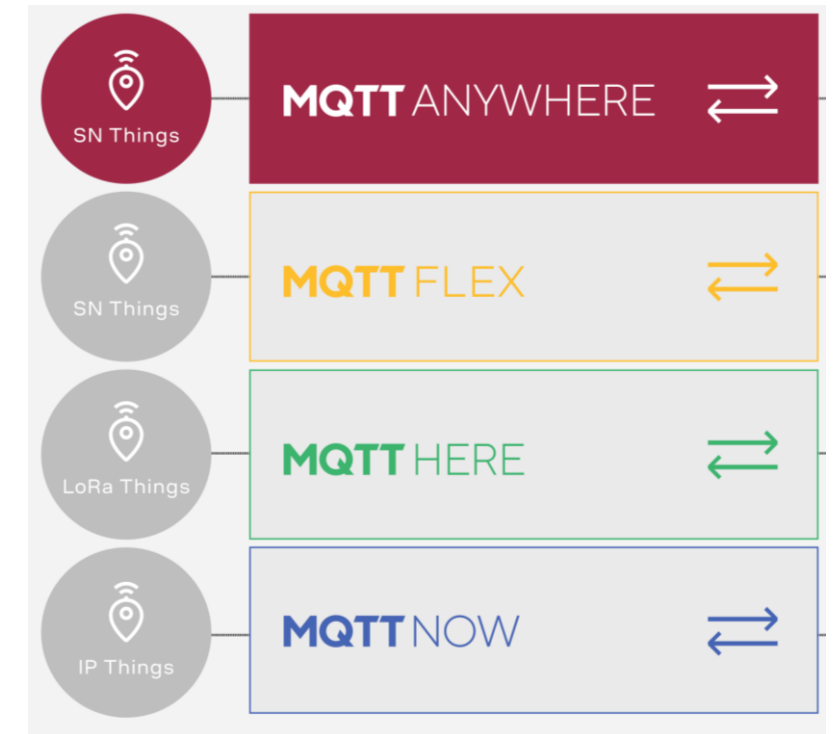 SN Things
MQTT ANYWHERE
SN Things
MQTT FLEX
LoRa Things
MQTT HERE
IP Things
MQTT NOW